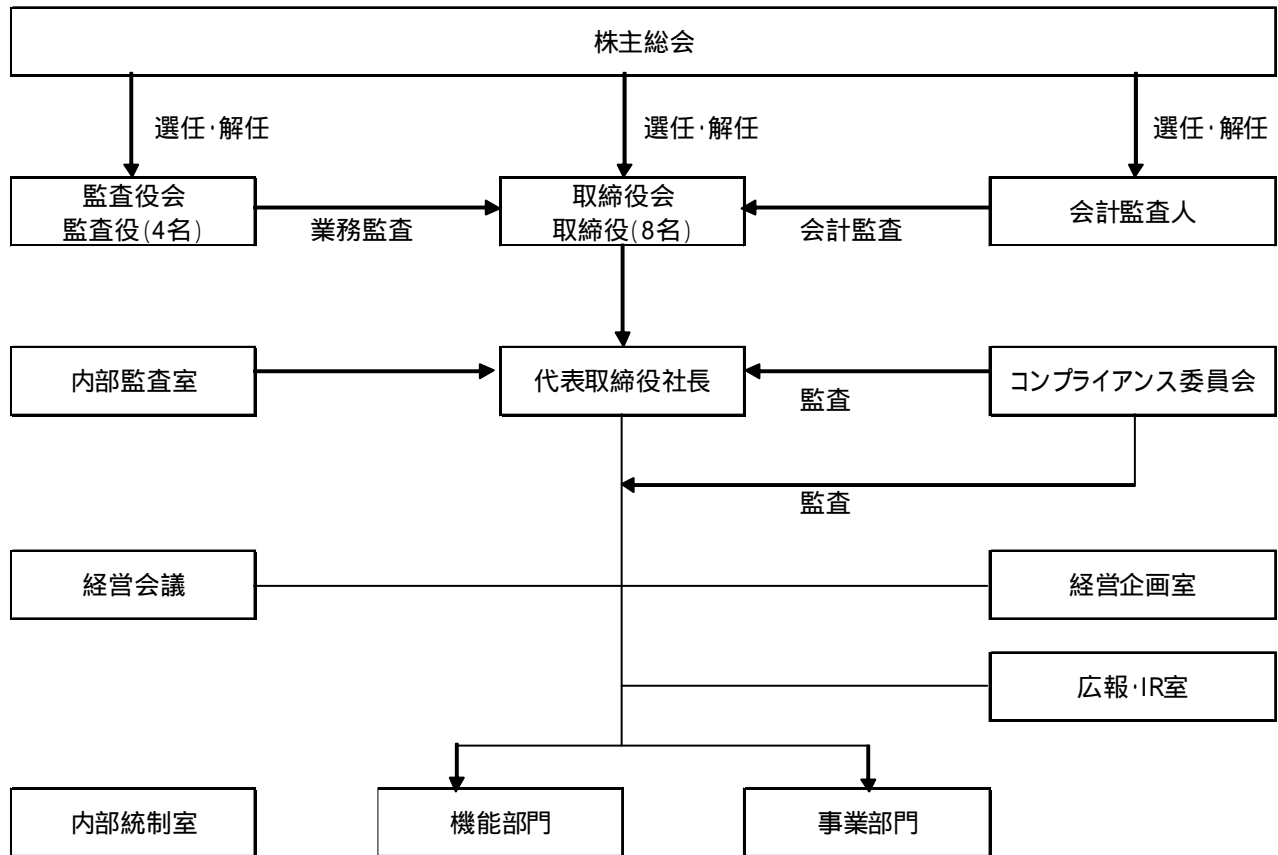 株主総会
選任・解任
選任・解任
選任・解任
監査役会
監査役(4名)
業務監査
取締役会
取締役(8名)
会計監査
会計監査人
内部監査室
代表取締役社長
監査
コンプライアンス委員会
監査
経営会議
経営企画室
広報・IR室
内部統制室
機能部門
事業部門